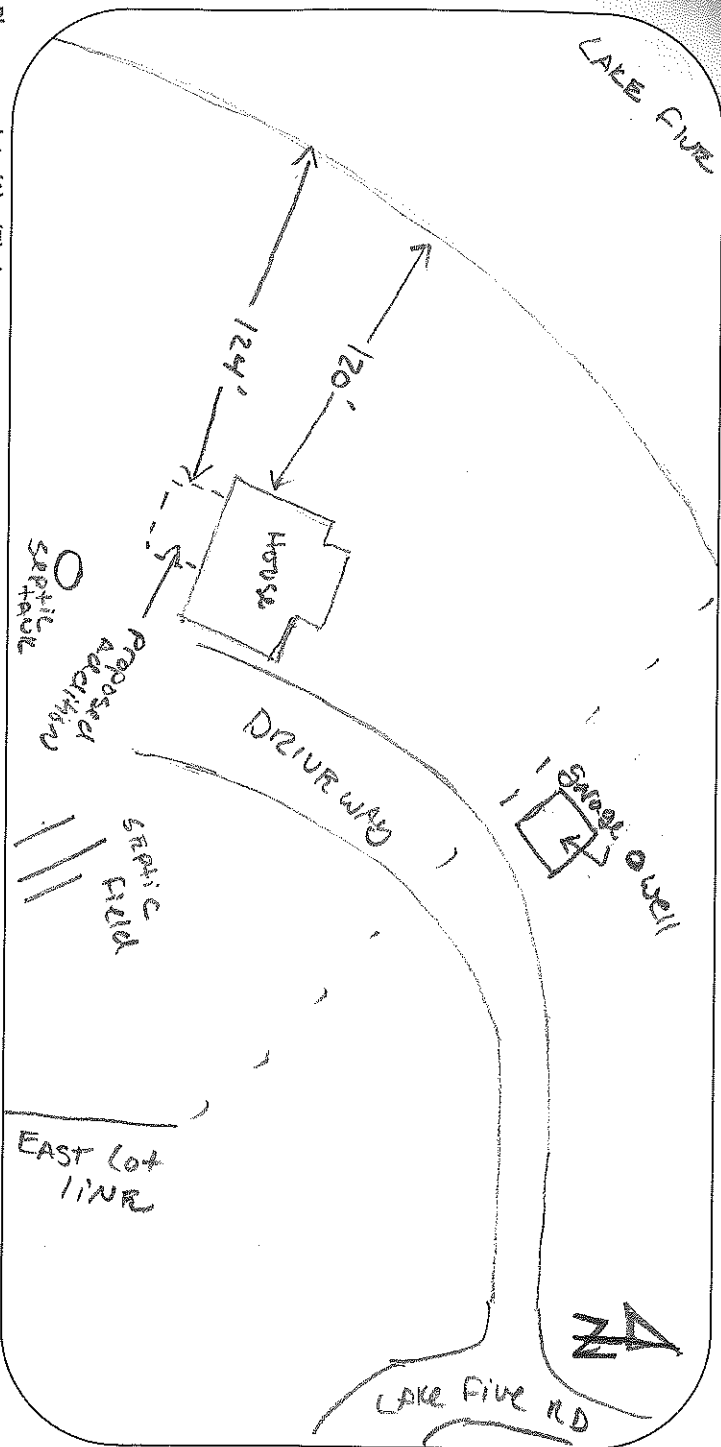 LAKE FIVE
124'
120'
House
Proposed
Addition
septic
tank
DRIVEWAY
Garage
well
SEPTIC
Field
EAST Lot
LINE
N
LAKE Five RD